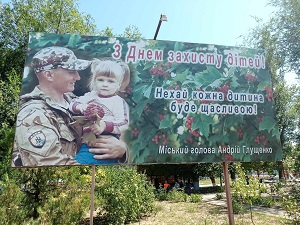 З Днем захисту дітей!
Нехай кожна дитина
буде щасливою!
Міський голова Андрій Глущенко